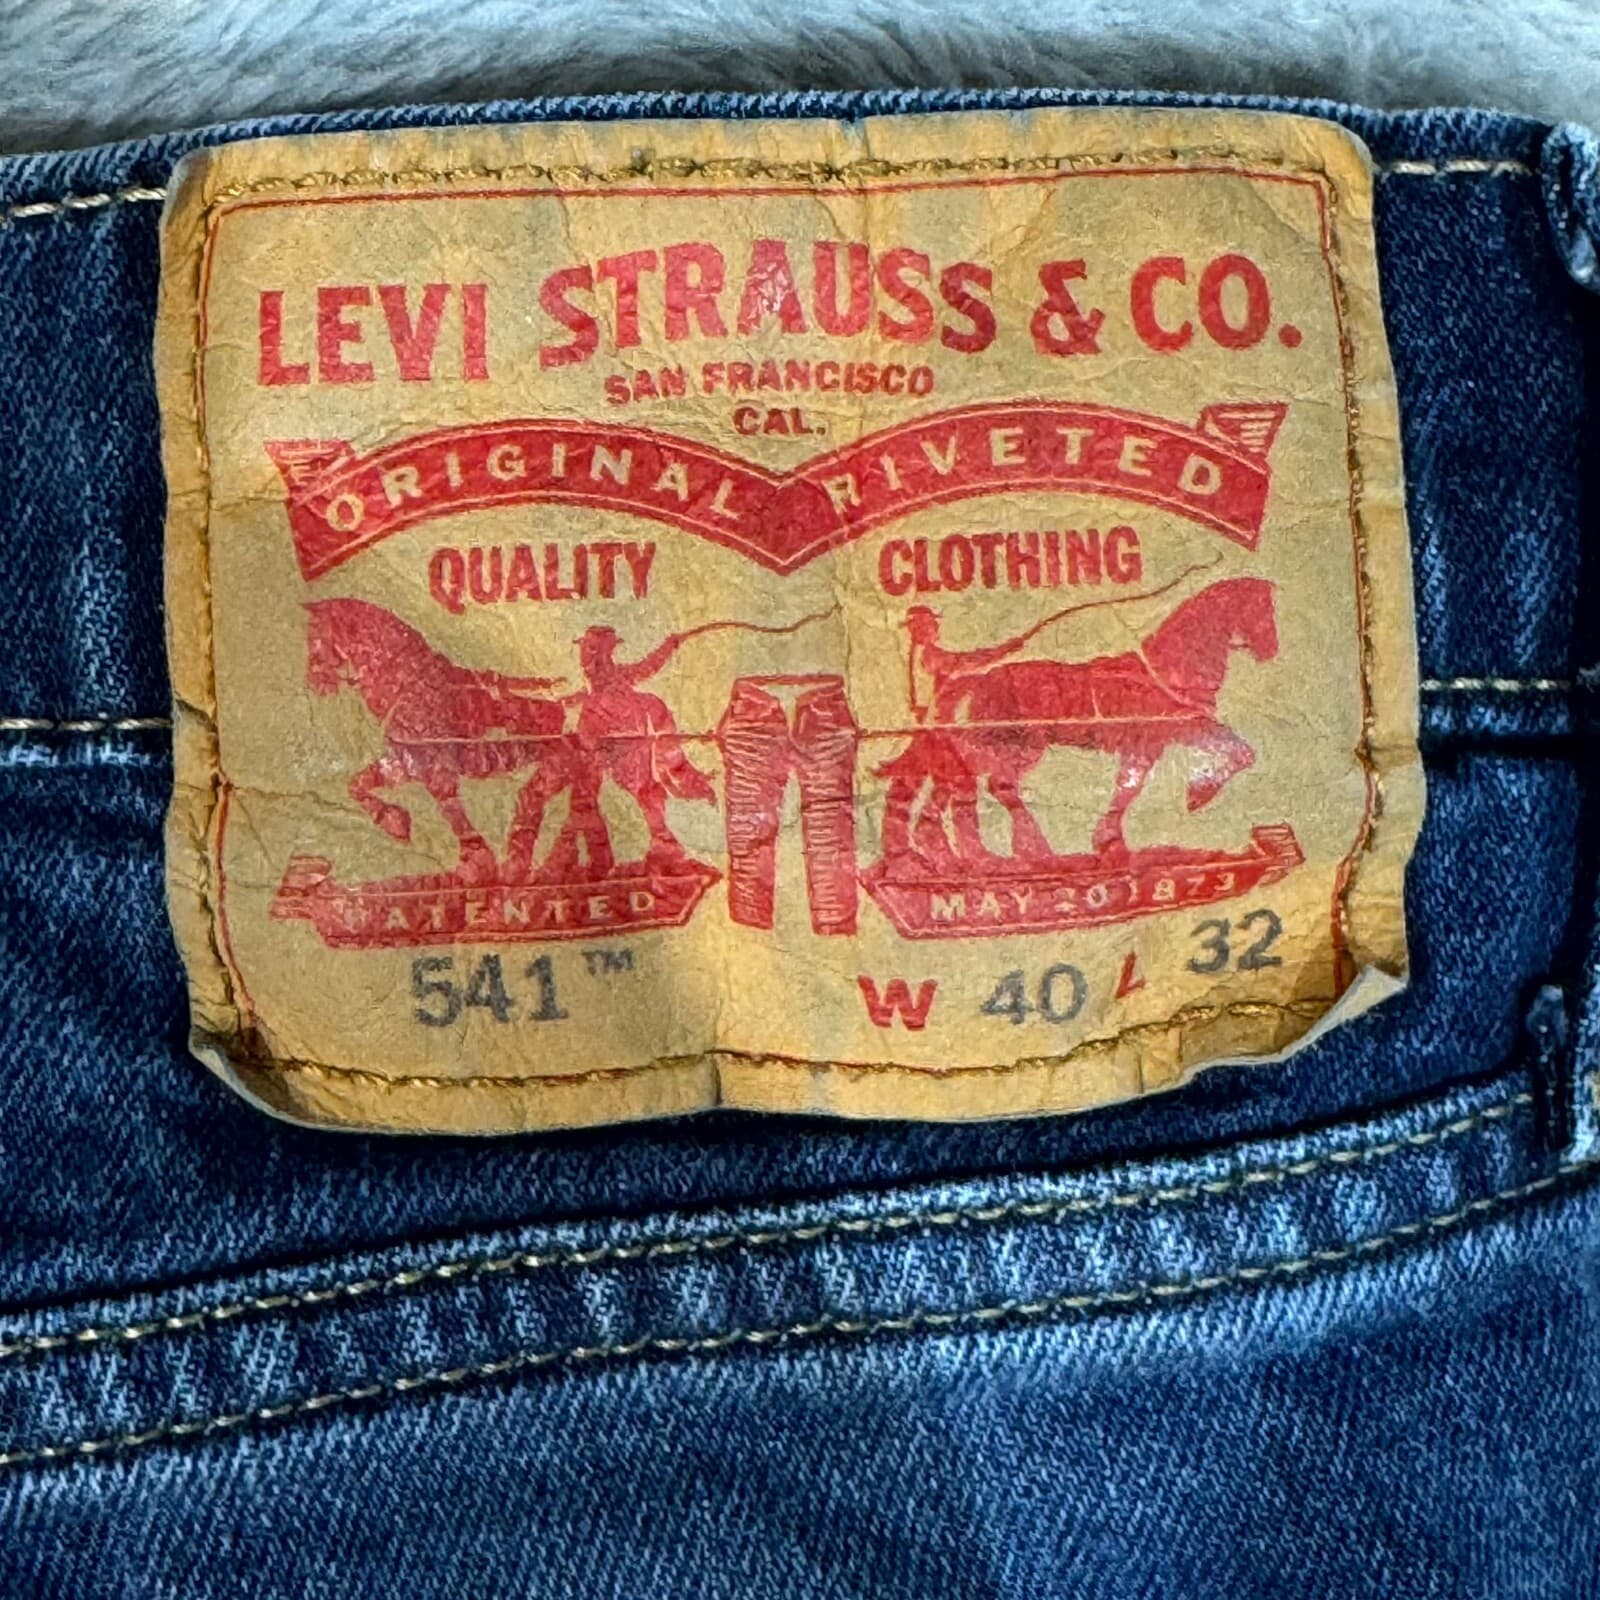 LEVI STRAUSS & CO.
SAN FRANCISCO
CAL.
ORIGINAL RIVETED
QUALITY CLOTHING
PATENTED MAY 20 1873
541™ W 40 L 32